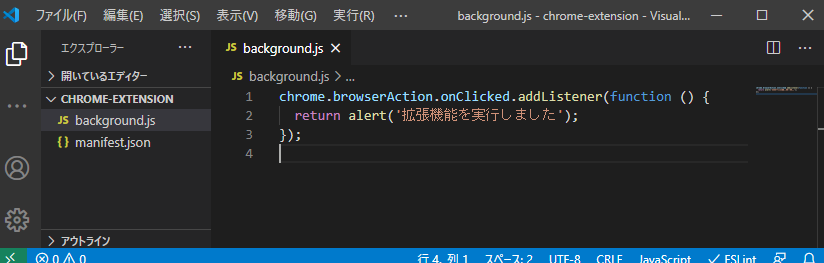 ファイル(F) 編集(E) 選択(S) 表示(V) 移動(G) 実行(R) ··· background.js - chrome-extension - Visual...
エクスプローラー ···
JS background.js
開いているエディター
JS background.js > ...
CHROME-EXTENSION
JS background.js
{} manifest.json
1 chrome.browserAction.onClicked.addListener(function () {
2 return alert('拡張機能を実行しました');
3 });
4
アウトライン
0 0 行 4、列 1 スペース: 2 UTF-8 CRLF JavaScript ESLint